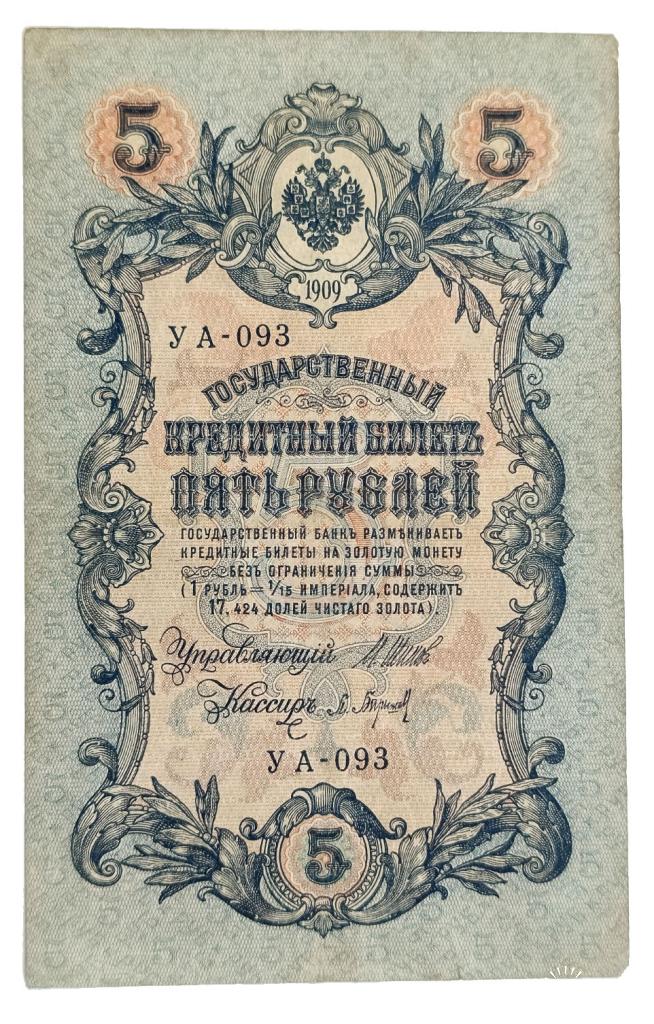 5 5
1909
УА-093
ГОСУДАРСТВЕННЫЙ
КРЕДИТНЫЙ БИЛЕТЪ
ПЯТЬ РУБЛЕЙ
ГОСУДАРСТВЕННЫЙ БАНКЪ РАЗМѢНИВАЕТЪ
КРЕДИТНЫЕ БИЛЕТЫ НА ЗОЛОТУЮ МОНЕТУ
БЕЗЪ ОГРАНИЧЕНІЯ СУММЫ
(1 РУБЛЬ = 1/15 ИМПЕРІАЛА, СОДЕРЖИТЪ
17,424 ДОЛЕЙ ЧИСТАГО ЗОЛОТА).
Управляющій И. Шипов
Кассиръ
УА-093
5